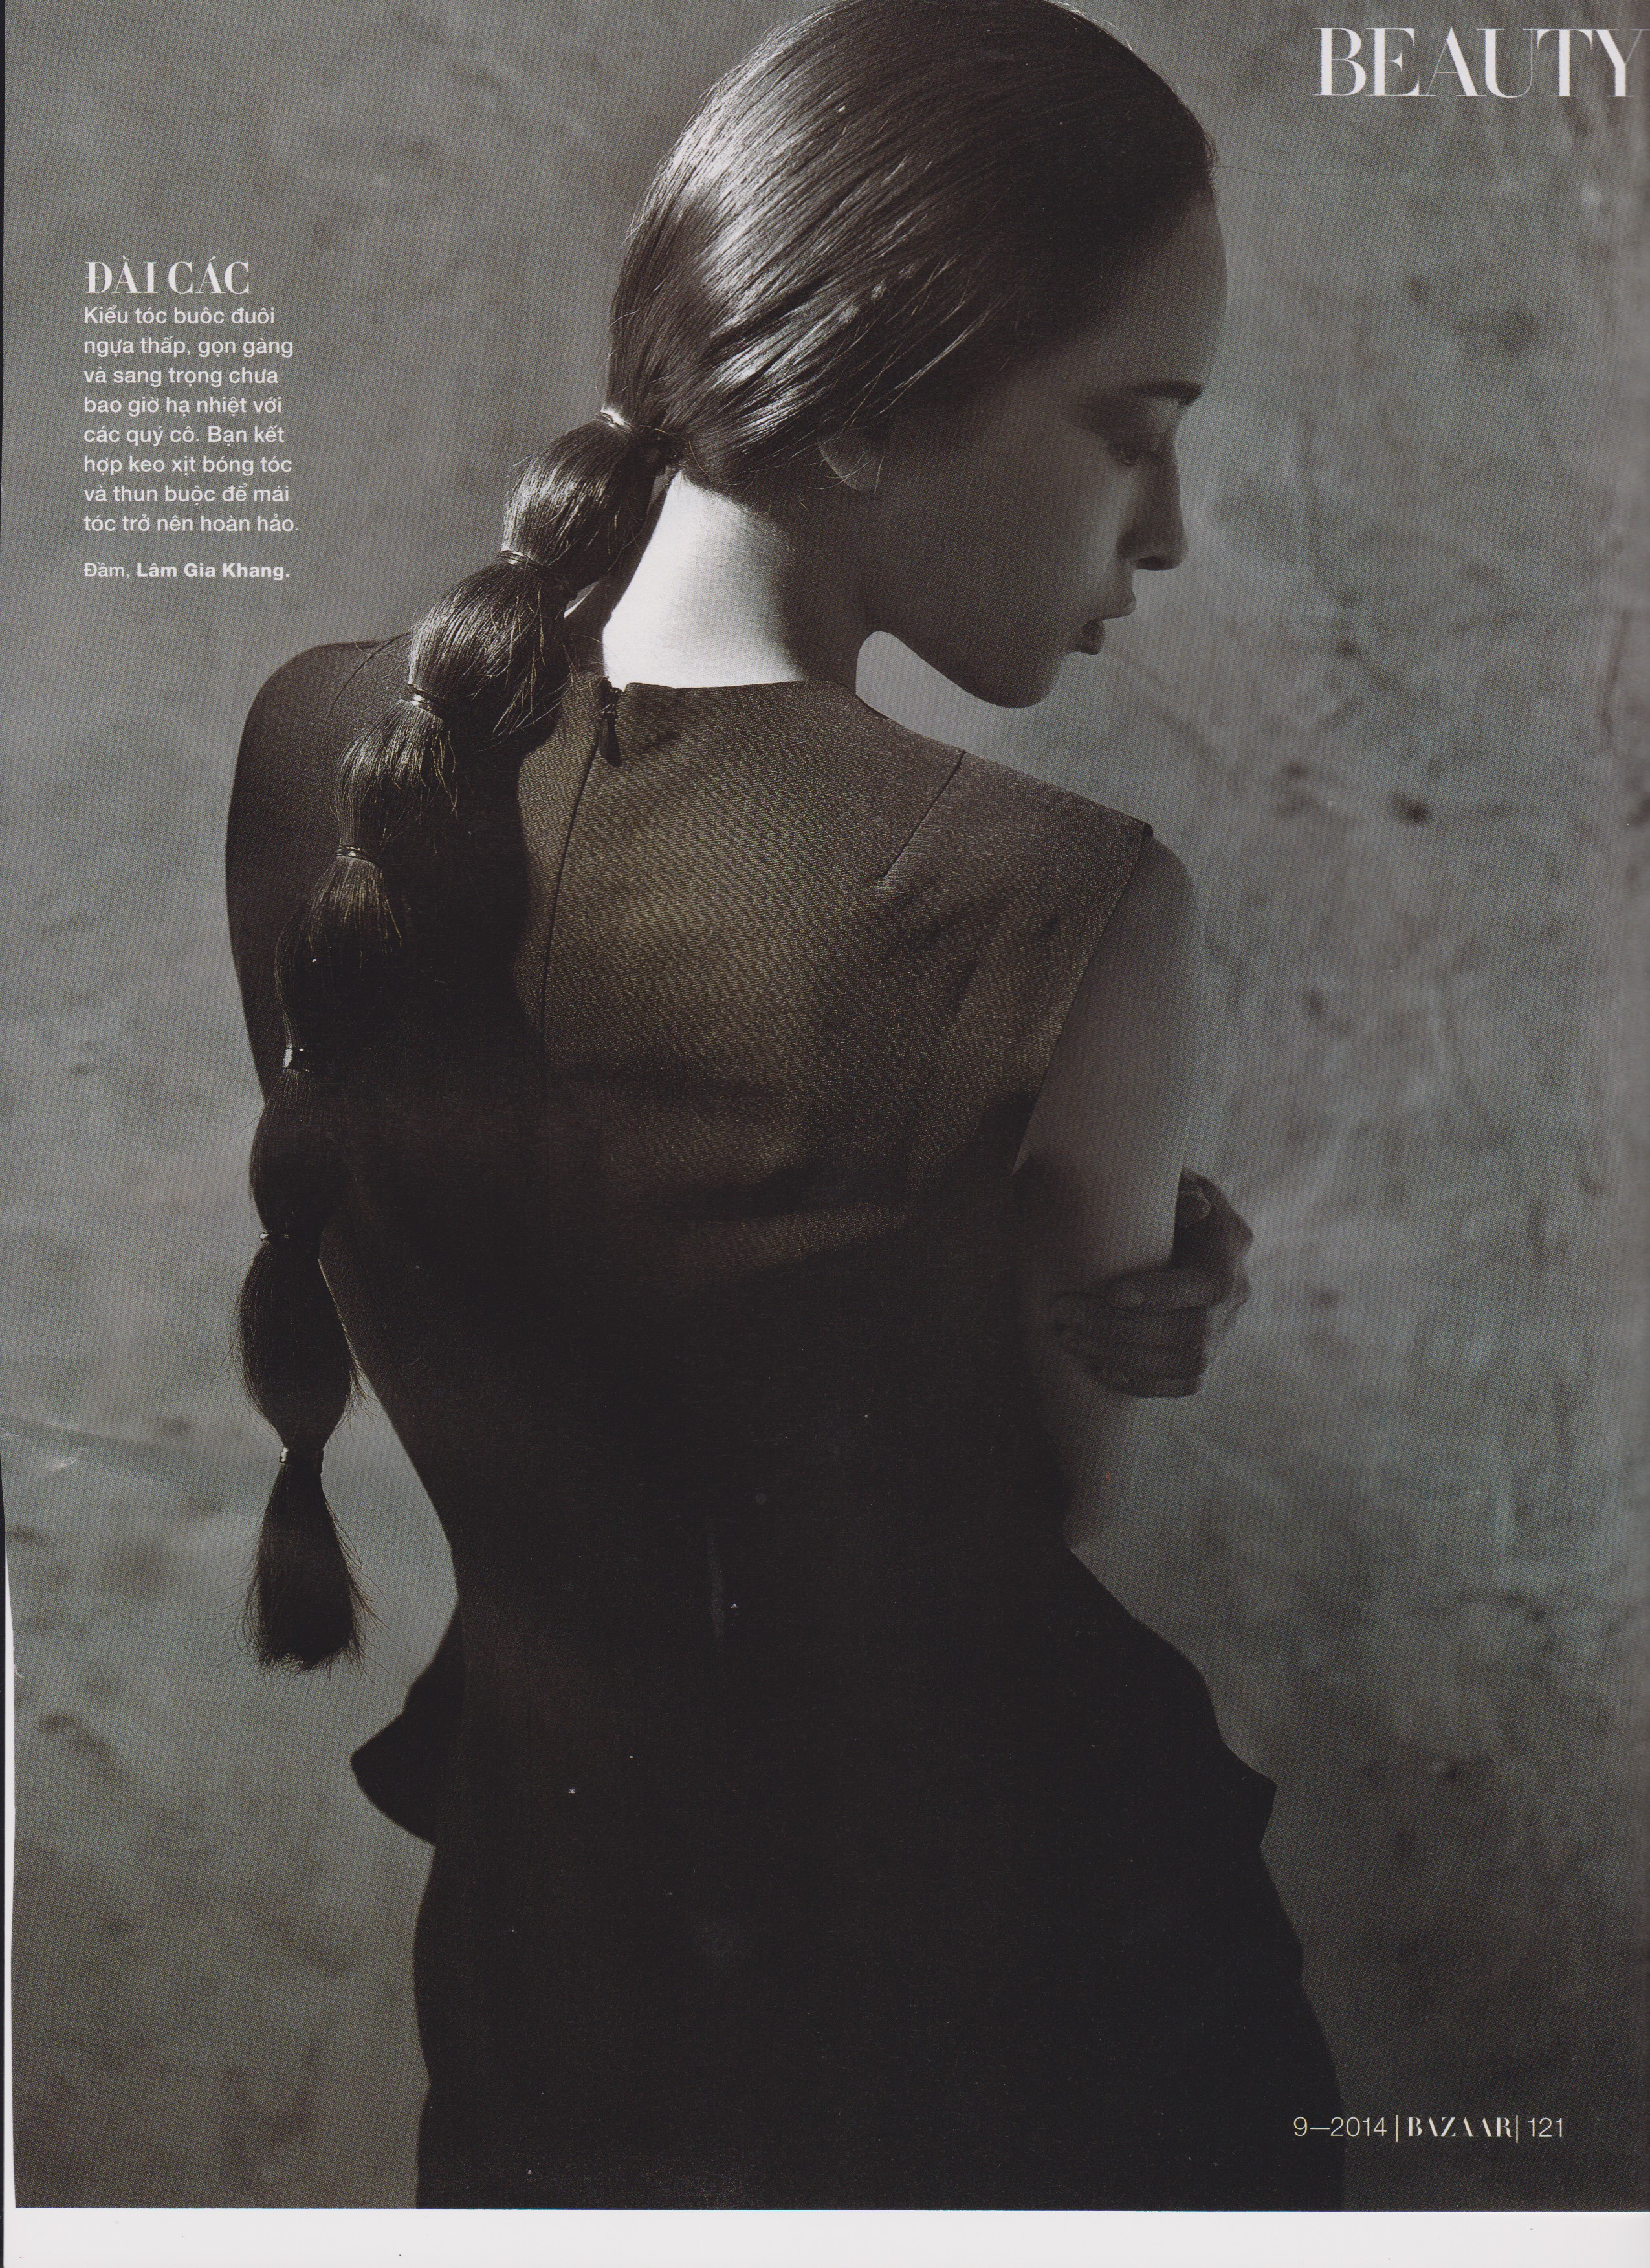 BEAUTY
ĐÀI CÁC
Kiểu tóc buôc đuôi
ngựa thấp, gọn gàng
và sang trọng chưa
bao giờ hạ nhiệt với
các quý cô. Bạn kết
hợp keo xịt bóng tóc
và thun buộc để mái
tóc trở nên hoàn hảo.
Đầm, Lâm Gia Khang.
9—2014 | BAZAAR | 121